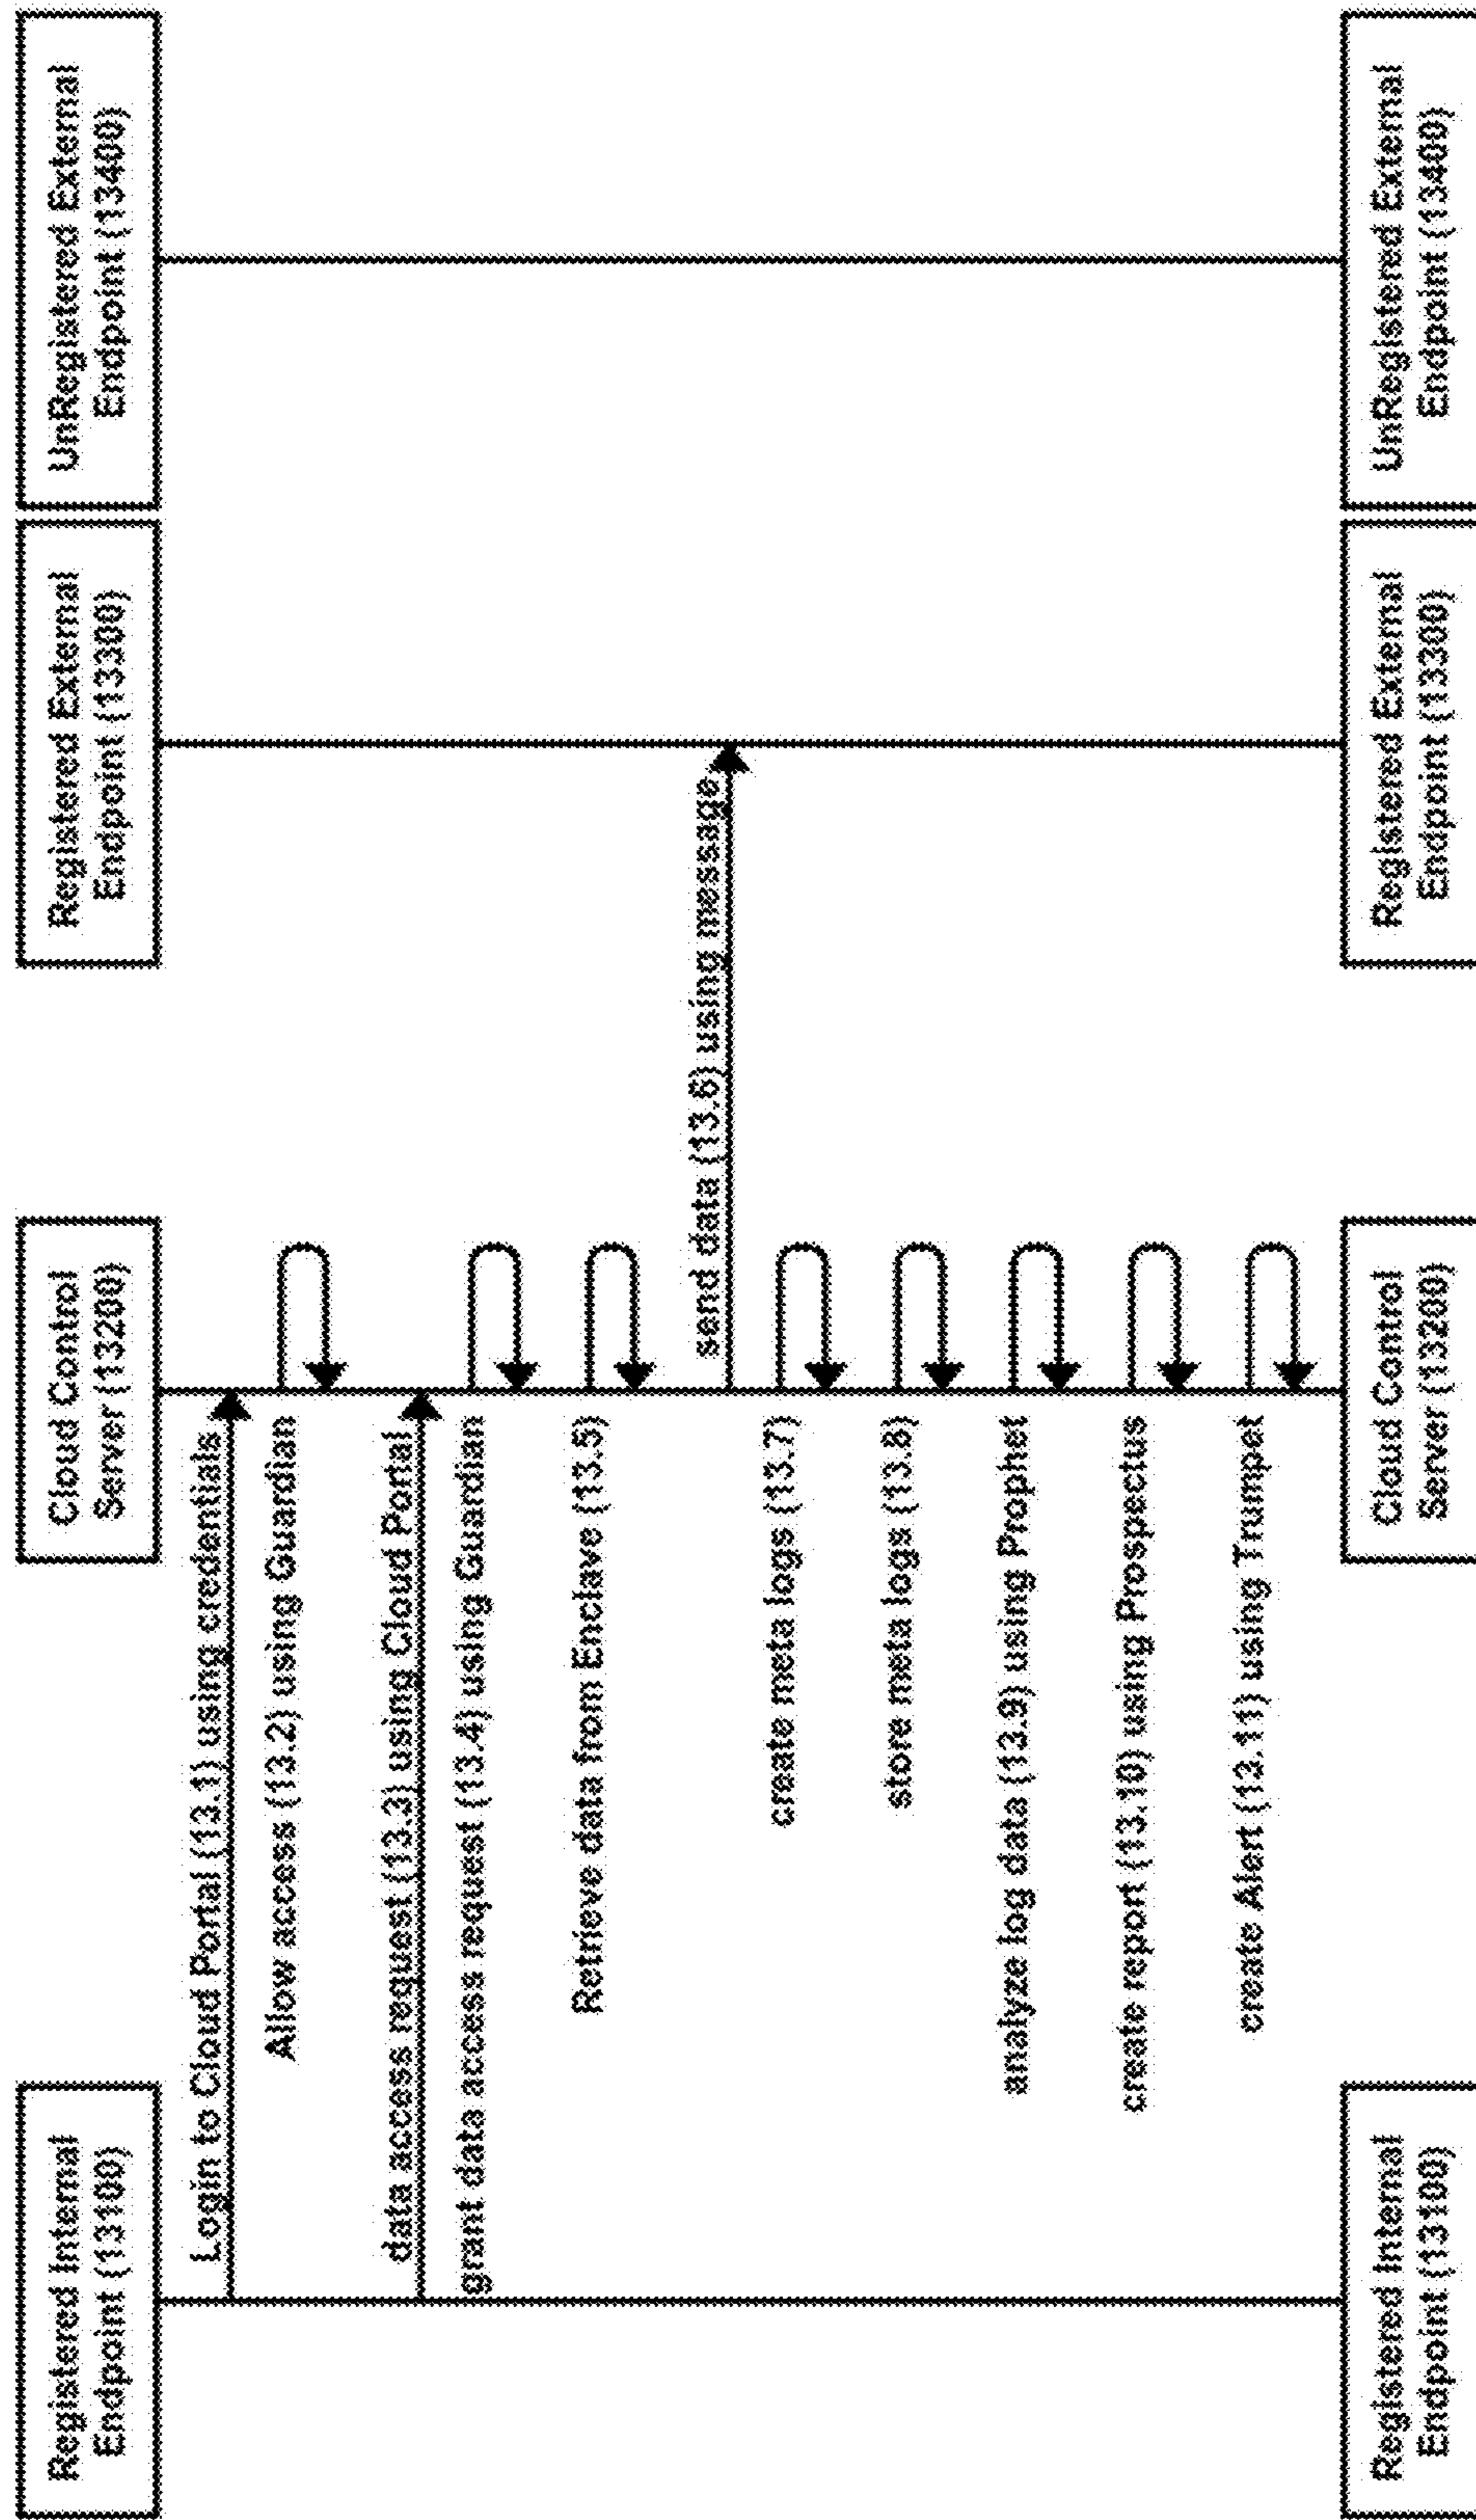 Registered Internal
Endpoint (13100)
Cloud Control
Server (13200)
Registered External
Endpoint (13300)
UnRegistered External
Endpoint (13400)
Login to Cloud Portal (13.1) using credentials
Allow access (13.2) using Guardian
data access request (13.3) using Cloud Portal
grant data access request (13.4) using Guardian
Retrieve data from Enclave (13.5)
send data (13.6) using message
create meta logs (13.7)
store meta logs (13.8)
analyze log data (13.9) using Prophet
create report (13.10) using Prospectus
create Alert (13.11) using Trumpet
Registered Internal
Endpoint (13100)
Cloud Control
Server (13200)
Registered External
Endpoint (13300)
UnRegistered External
Endpoint (13400)